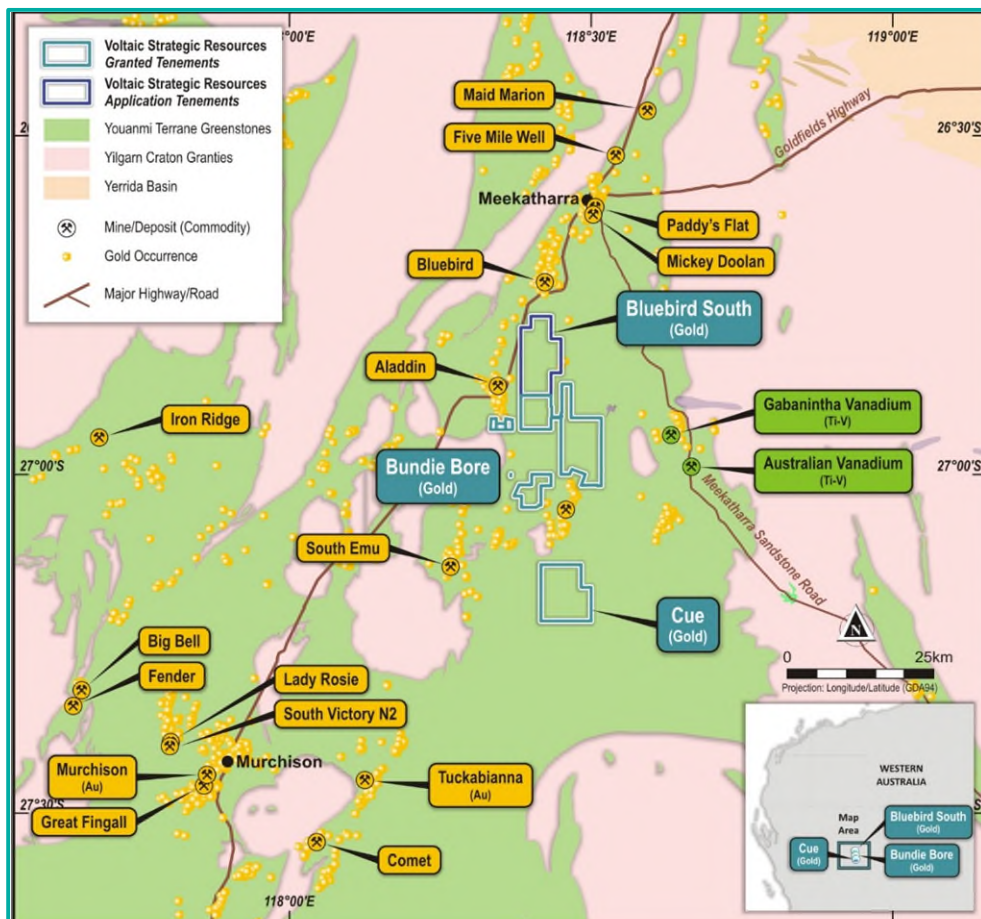 Voltaic Strategic Resources
Granted Tenements
Voltaic Strategic Resources
Application Tenements
Youanmi Terrane Greenstones
Yilgarn Craton Granties
Yerrida Basin
Mine/Deposit (Commodity)
Gold Occurrence
Major Highway/Road
118°30'E
119°00'E
26°30'S
Maid Marion
Five Mile Well
Goldfields Highway
Meekatharra
Paddy's Flat
Mickey Doolan
Bluebird
Bluebird South
(Gold)
Aladdin
Iron Ridge
Gabanintha Vanadium
(Ti-V)
27°00'S
27°00'S
Bundie Bore
(Gold)
Australian Vanadium
(Ti-V)
Meekatharra Sandstone Road
South Emu
Cue
(Gold)
N
0
25km
Projection: Longitude/Latitude (GDA94)
Big Bell
Fender
Lady Rosie
South Victory N2
Murchison
Murchison
(Au)
Great Fingall
27°30'S
Tuckabianna
(Au)
Comet
118°00'E
WESTERN
AUSTRALIA
Map
Area
Bluebird South
(Gold)
Cue
(Gold)
Bundie Bore
(Gold)